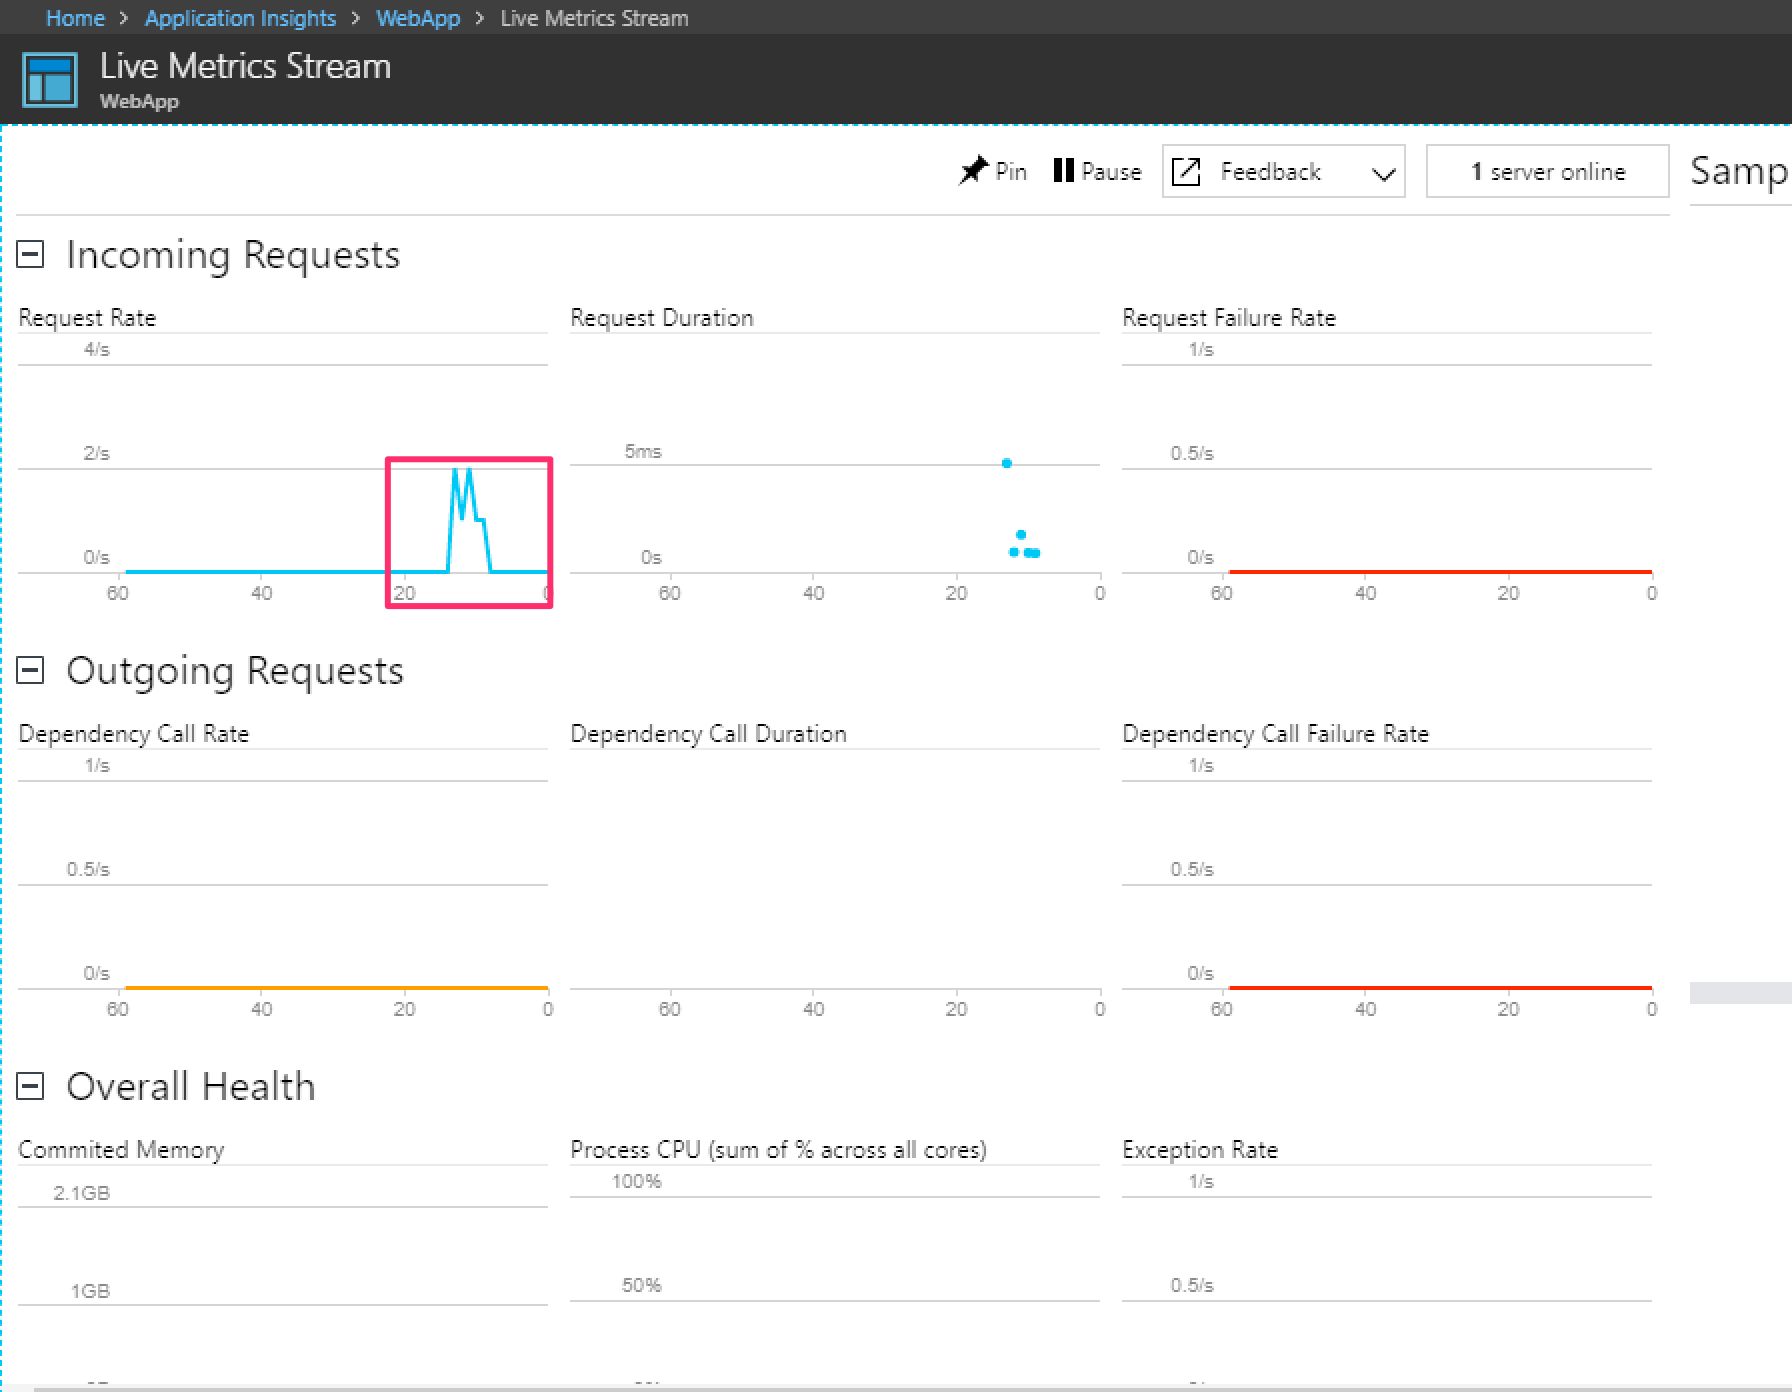 Home > Application Insights > WebApp > Live Metrics Stream
Live Metrics Stream
WebApp
Pin Pause Feedback 1 server online Samp
Incoming Requests
Request Rate Request Duration Request Failure Rate
4/s 1/s
2/s 5ms 0.5/s
0/s 0s 0/s
60 40 20 0 60 40 20 0 60 40 20 0
Outgoing Requests
Dependency Call Rate Dependency Call Duration Dependency Call Failure Rate
1/s 1/s
0.5/s 0.5/s
0/s 0/s
60 40 20 0 60 40 20 0 60 40 20 0
Overall Health
Commited Memory Process CPU (sum of % across all cores) Exception Rate
2.1GB 100% 1/s
1GB 50% 0.5/s